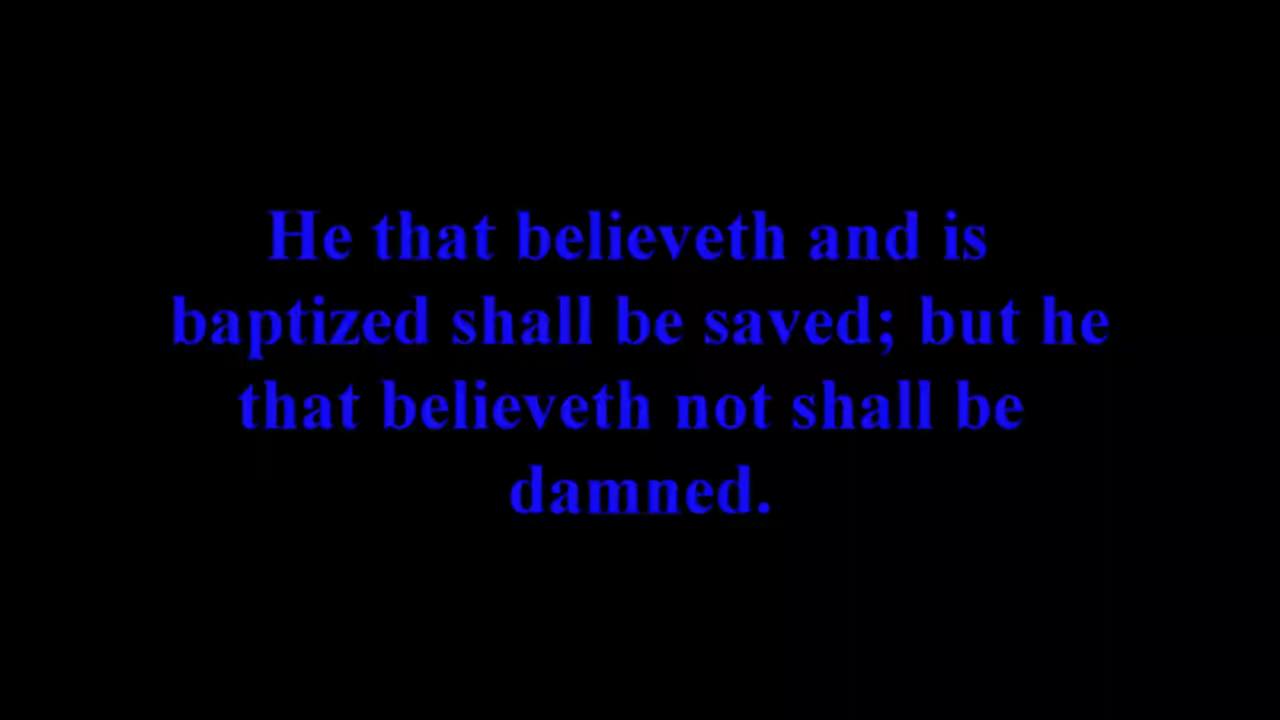 He that believeth and is
baptized shall be saved; but he
that believeth not shall be
damned.